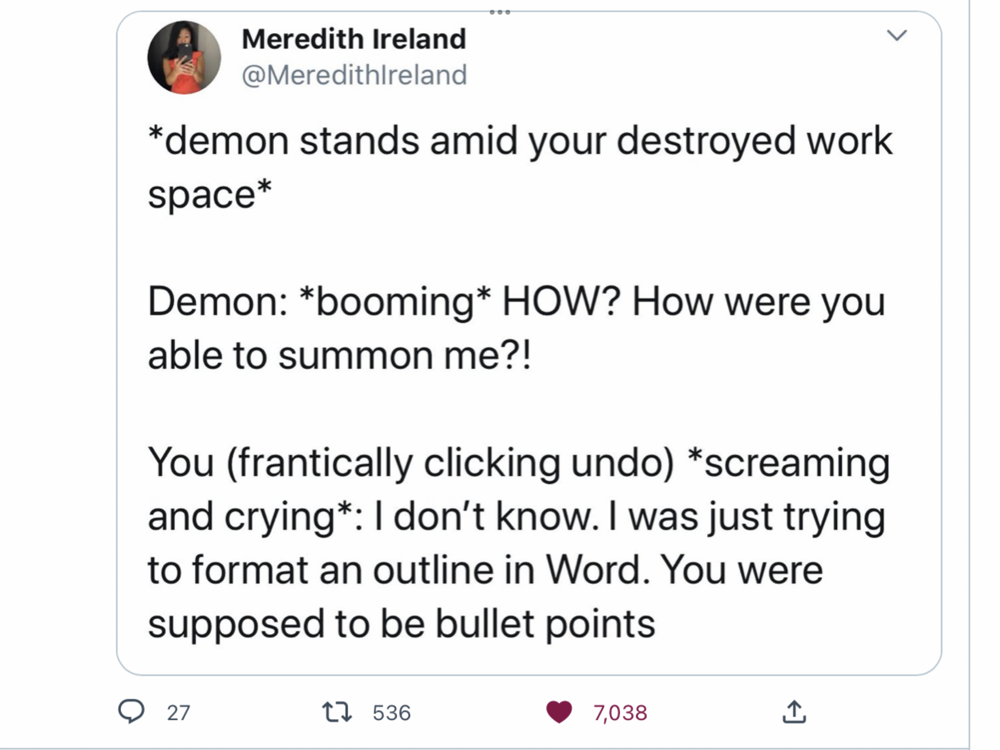 Meredith Ireland
@MeredithIreland
*demon stands amid your destroyed work
space*
Demon: *booming* HOW? How were you
able to summon me?!
You (frantically clicking undo) *screaming
and crying*: I don’t know. I was just trying
to format an outline in Word. You were
supposed to be bullet points
27 536 7,038